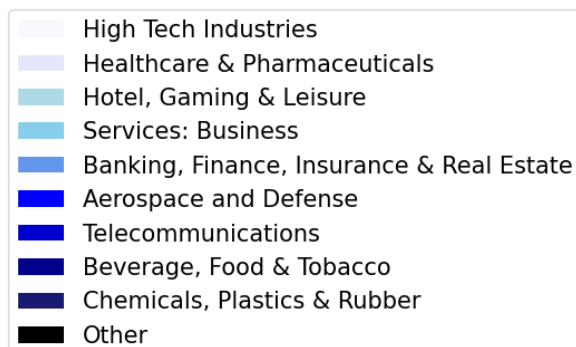 High Tech Industries
Healthcare & Pharmaceuticals
Hotel, Gaming & Leisure
Services: Business
Banking, Finance, Insurance & Real Estate
Aerospace and Defense
Telecommunications
Beverage, Food & Tobacco
Chemicals, Plastics & Rubber
Other